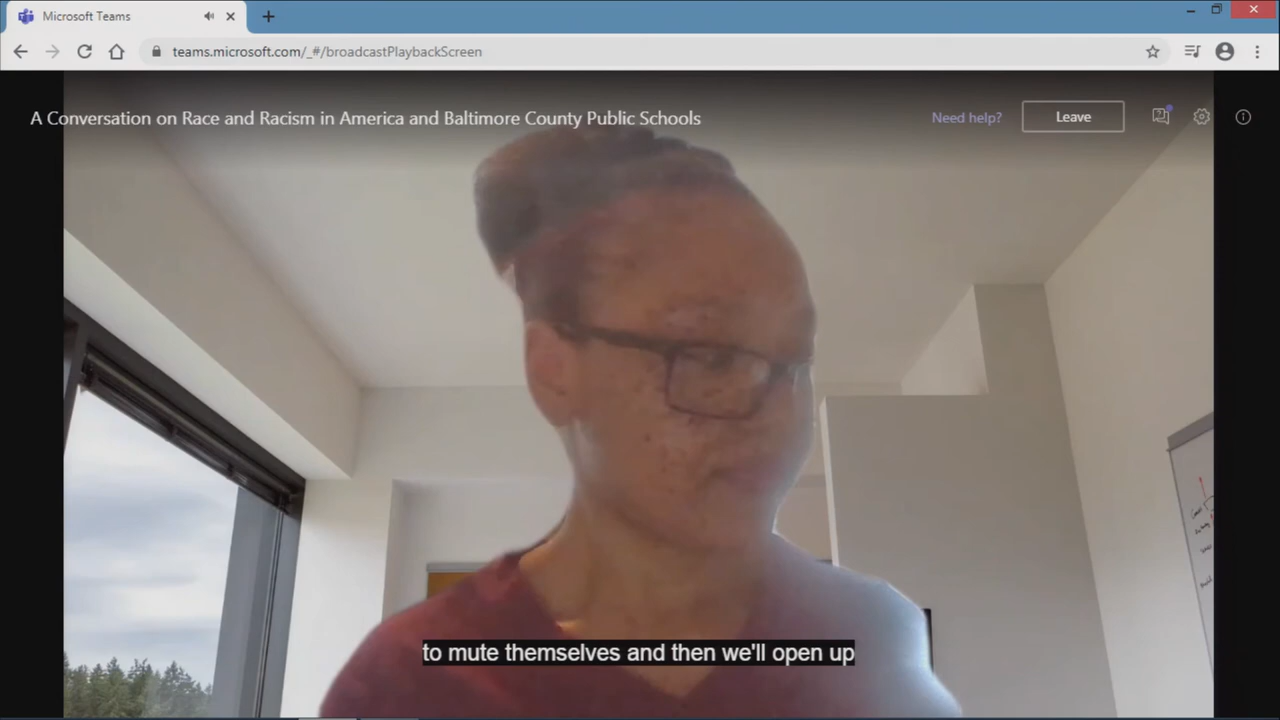 Microsoft Teams
teams.microsoft.com/_#/broadcastPlaybackScreen
A Conversation on Race and Racism in America and Baltimore County Public Schools
Need help?
Leave
to mute themselves and then we'll open up